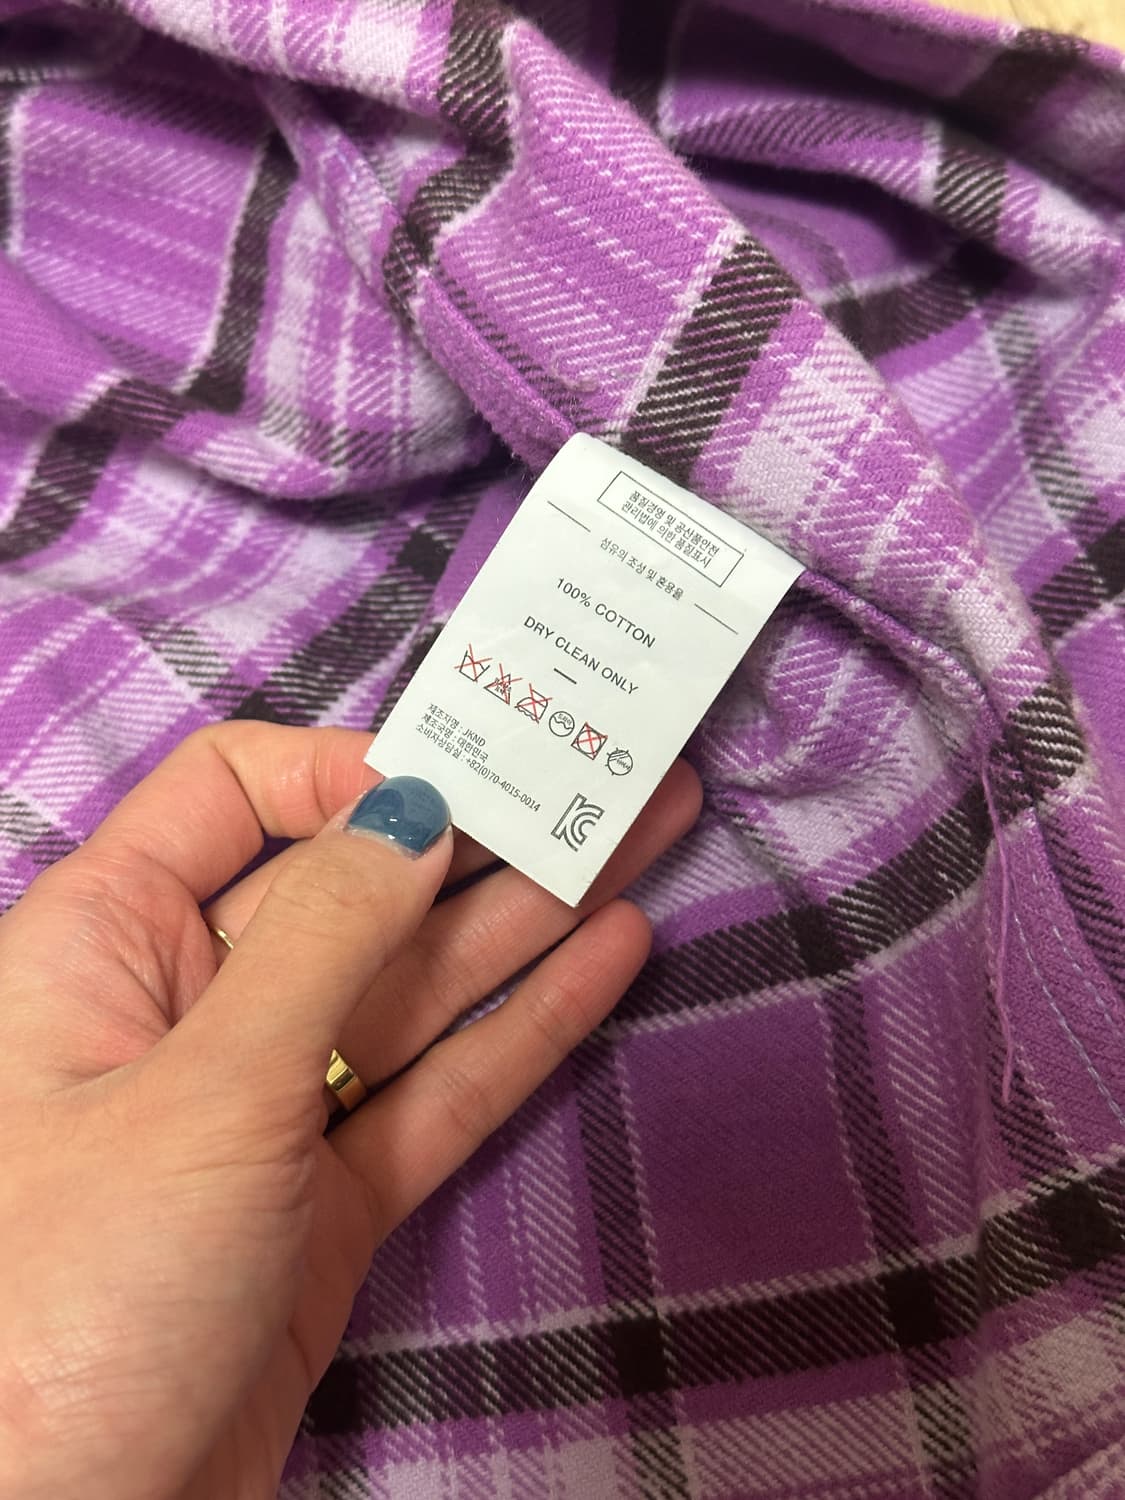 품질경영 및 공산품안전
관리법에 의한 품질표시
섬유의 조성 및 혼용율
100% COTTON
DRY CLEAN ONLY
제조자명 : JKND
제조국명 : 대한민국
소비자상담실 : +82(0)70-4015-0014
KC